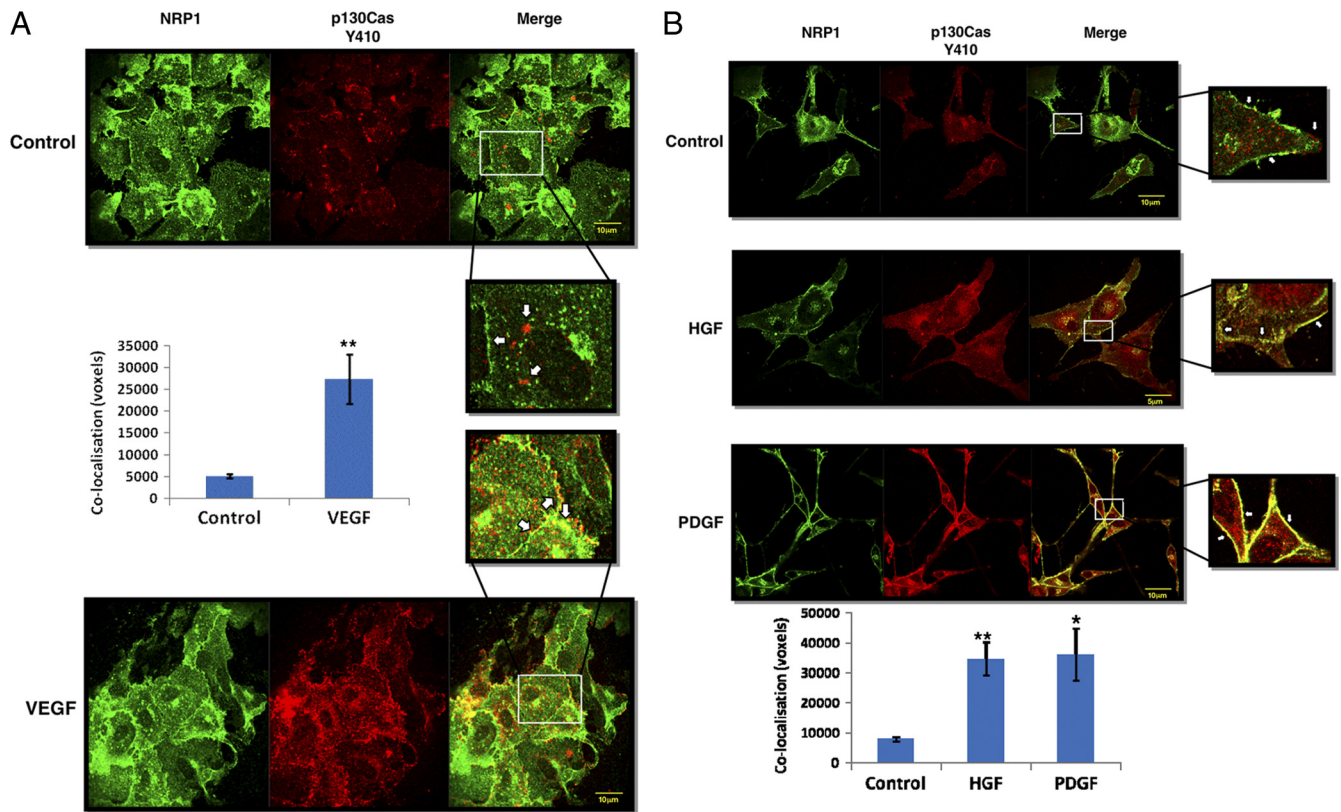 A
NRP1 p130Cas Merge
Y410
Control
10μm
35000
30000
25000
20000
15000
10000
5000
0
Co-localisation (voxels)
**
Control VEGF
VEGF
10μm
B
NRP1 p130Cas Merge
Y410
Control
10μm
HGF
5μm
PDGF
10μm
50000
40000
30000
20000
10000
0
Co-localisation (voxels)
**
*
Control HGF PDGF